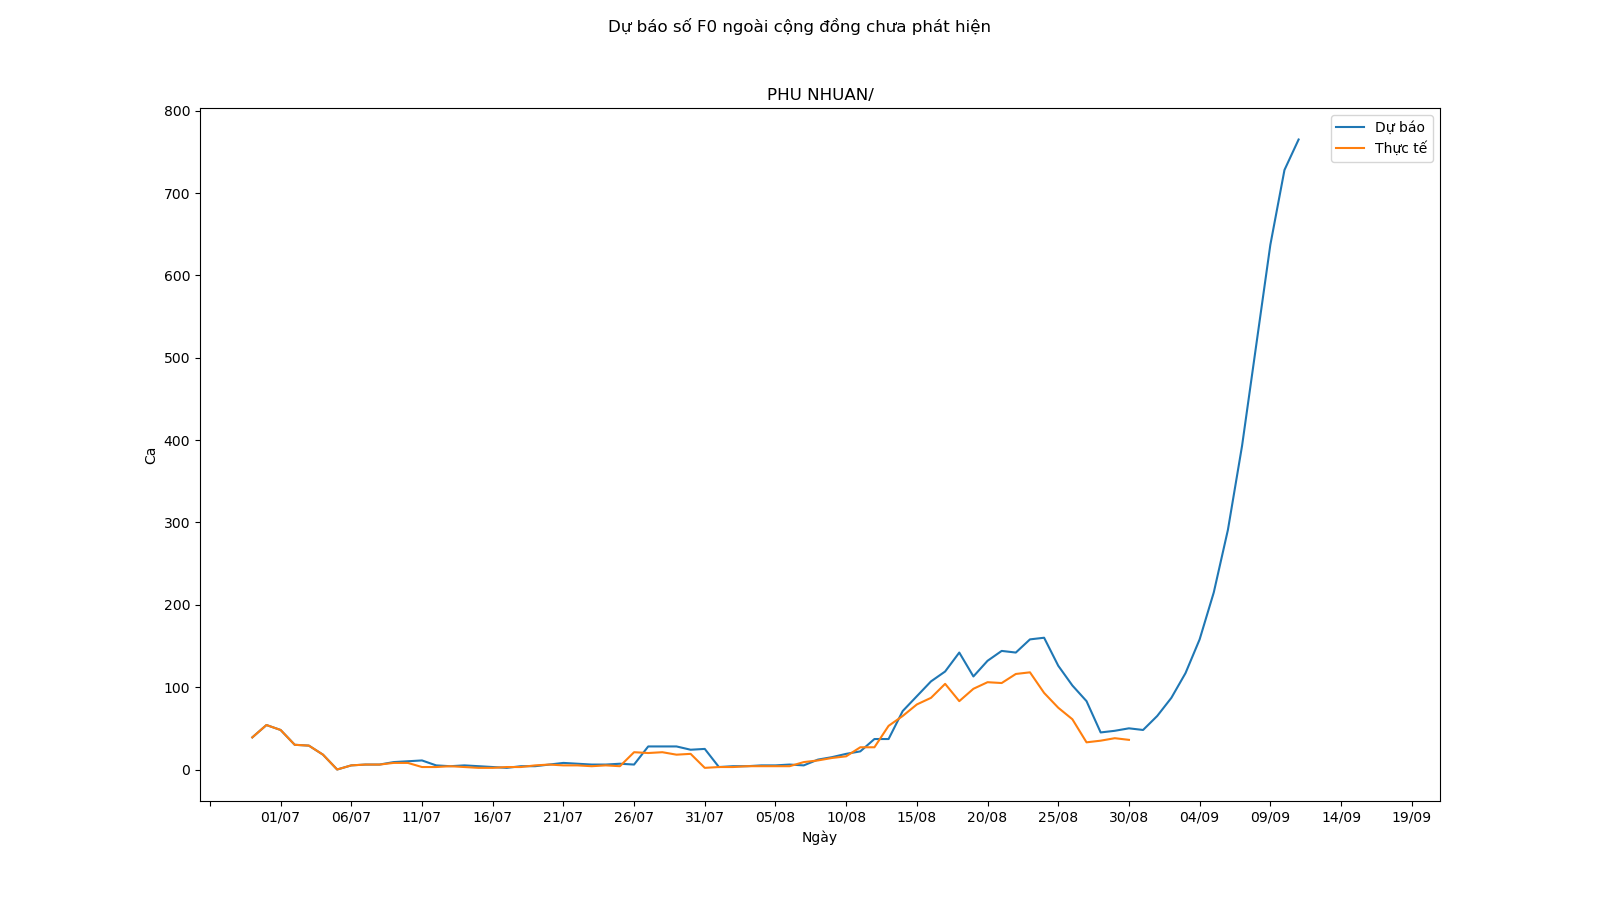 Dự báo số F0 ngoài cộng đồng chưa phát hiện
PHU NHUAN/
Dự báo
Thực tế
Ca
800
700
600
500
400
300
200
100
0
01/07 06/07 11/07 16/07 21/07 26/07 31/07 05/08 10/08 15/08 20/08 25/08 30/08 04/09 09/09 14/09 19/09
Ngày